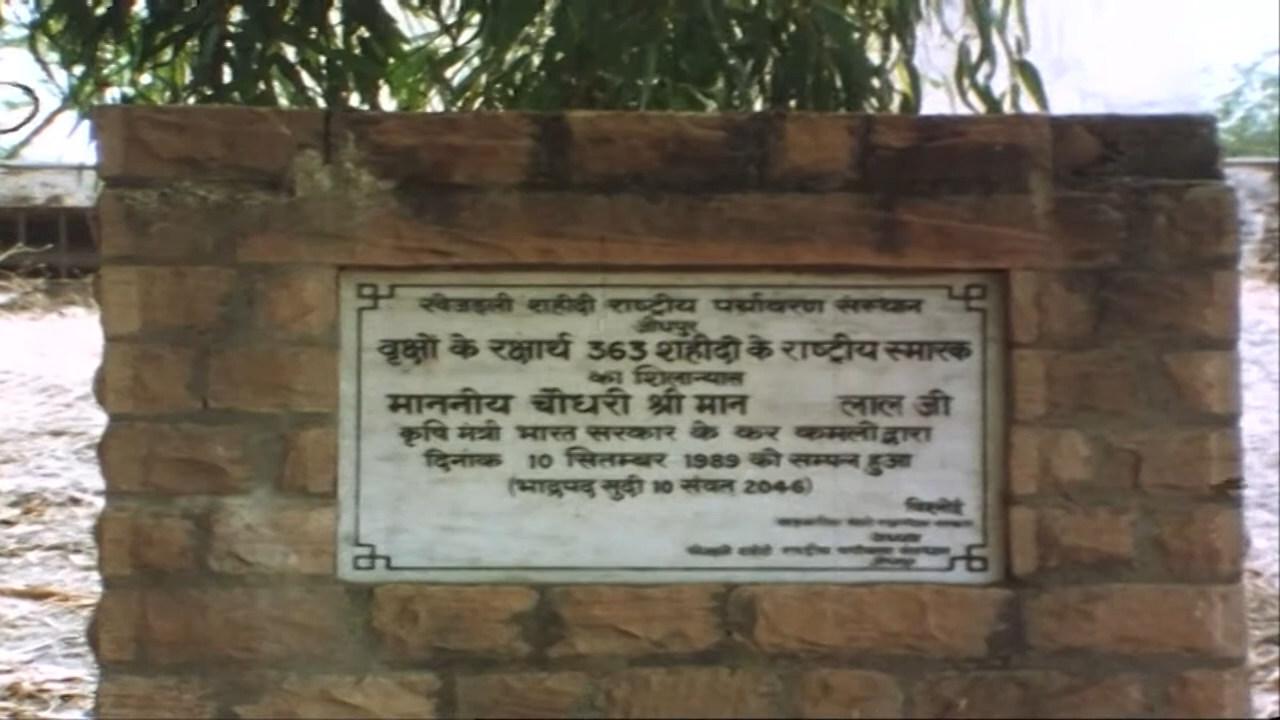 खेजड़ली शहीदी राष्ट्रीय पर्यावरण संस्थान
जोधपुर
वृक्षों के रक्षार्थ 363 शहीदों के राष्ट्रीय स्मारक
का शिलान्यास
माननीय चौधरी श्री मान लाल जी
कृषि मंत्री भारत सरकार के कर कमलों द्वारा
दिनांक 10 सितम्बर 1989 को सम्पन्न हुआ
(भाद्रपद सुदी 10 संवत 2046)